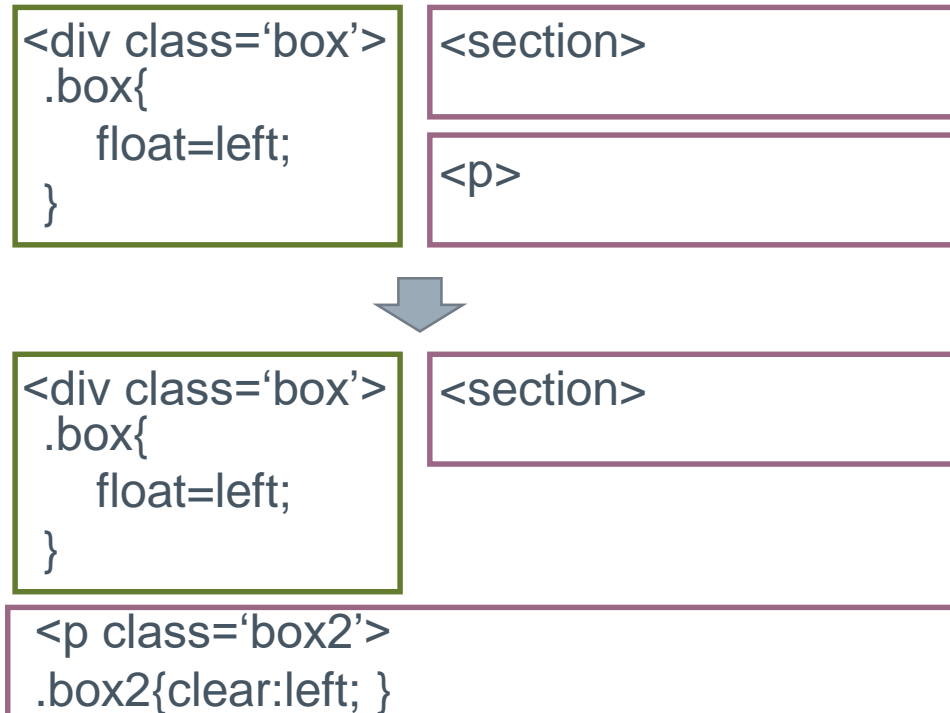 <div class=‘box’>
.box{
float=left;
}
<section>
<p>
<div class=‘box’>
.box{
float=left;
}
<section>
<p class=‘box2’>
.box2{clear:left; }